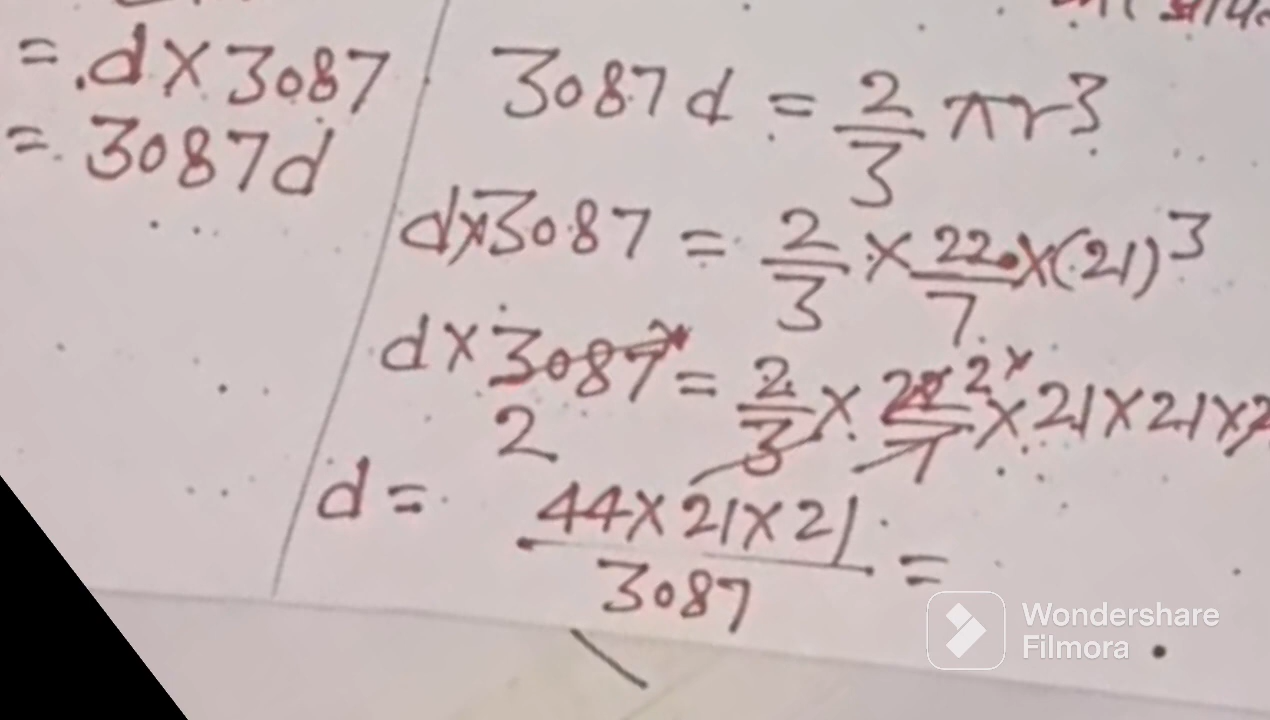 = d×3087
= 3087d
3087d = 2/3 πr³
d×3087 = 2/3 × 22/7 ×(21)³
d×3087 = 2/3 × 22/7 × 21×21×
2
d = 44×21×21/3087 =
Wondershare
Filmora